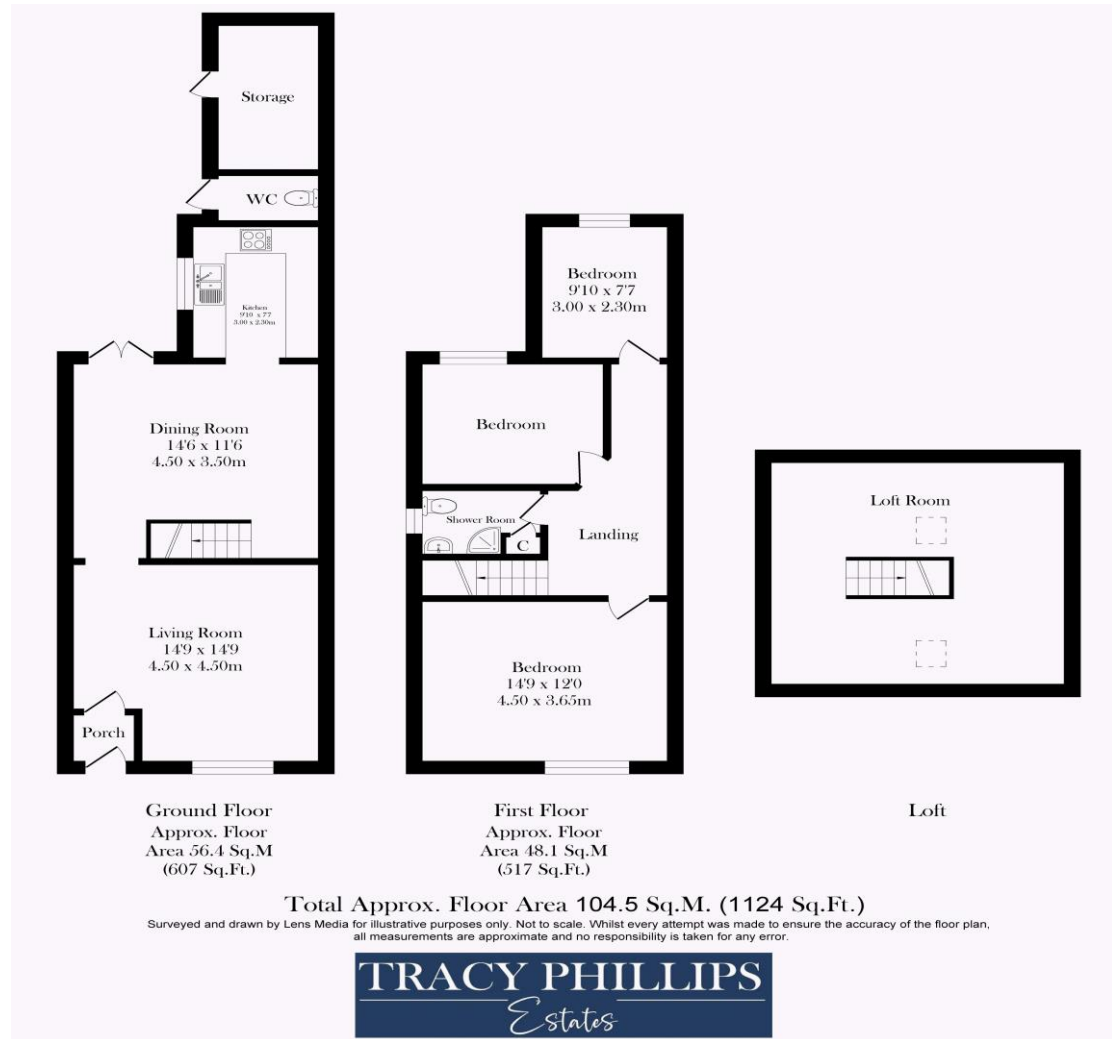 Storage
WC
Kitchen
9'10 x 7'7
3.00 x 2.30m
Dining Room
14'6 x 11'6
4.50 x 3.50m
Living Room
14'9 x 14'9
4.50 x 4.50m
Porch
Ground Floor
Approx. Floor
Area 56.4 Sq.M
(607 Sq.Ft.)
Bedroom
9'10 x 7'7
3.00 x 2.30m
Bedroom
Shower Room
C
Landing
Bedroom
14'9 x 12'0
4.50 x 3.65m
First Floor
Approx. Floor
Area 48.1 Sq.M
(517 Sq.Ft.)
Loft Room
Loft
Total Approx. Floor Area 104.5 Sq.M. (1124 Sq.Ft.)
Surveyed and drawn by Lens Media for illustrative purposes only. Not to scale. Whilst every attempt was made to ensure the accuracy of the floor plan,
all measurements are approximate and no responsibility is taken for any error.
TRACY PHILLIPS
Estates